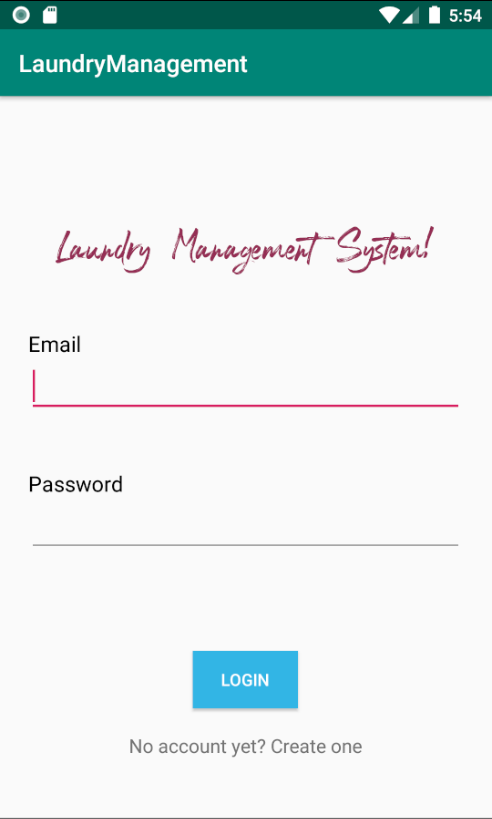 5:54
LaundryManagement
Laundry Management System!
Email
Password
LOGIN
No account yet? Create one